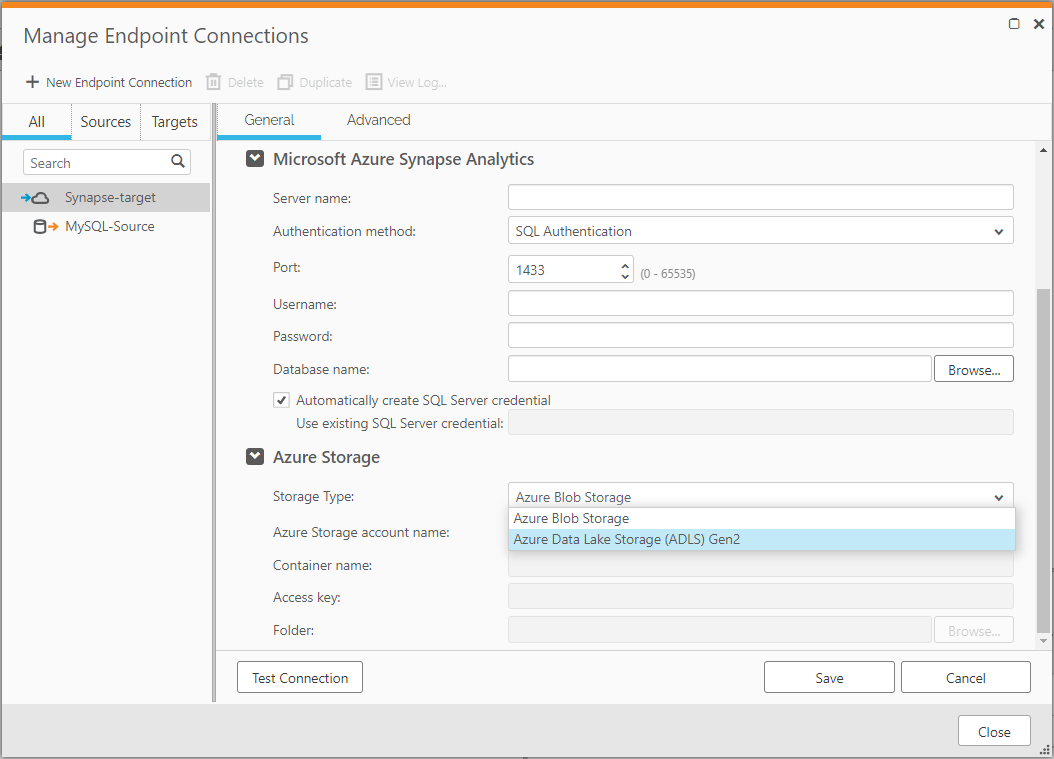 Manage Endpoint Connections
New Endpoint Connection Delete Duplicate View Log...
All Sources Targets General Advanced
Search
Synapse-target
MySQL-Source
Microsoft Azure Synapse Analytics
Server name:
Authentication method: SQL Authentication
Port: 1433 (0 - 65535)
Username:
Password:
Database name: Browse...
Automatically create SQL Server credential
Use existing SQL Server credential:
Azure Storage
Storage Type: Azure Blob Storage
Azure Blob Storage
Azure Storage account name:
Azure Data Lake Storage (ADLS) Gen2
Container name:
Access key:
Folder: Browse...
Test Connection Save Cancel
Close